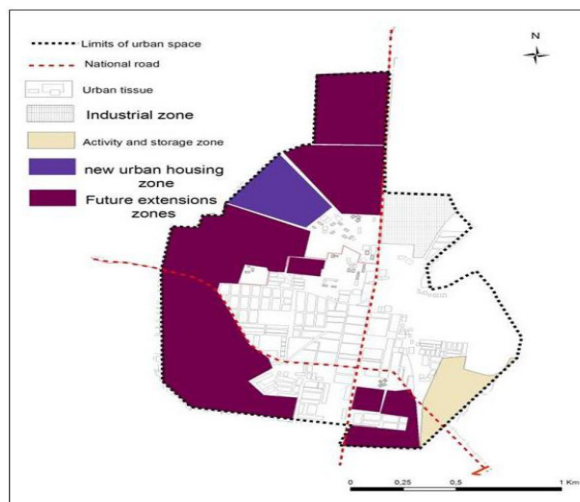 Limits of urban space
National road
Urban tissue
Industrial zone
Activity and storage zone
new urban housing
zone
Future extensions
zones
N
0 0,25 0,5 1 Km